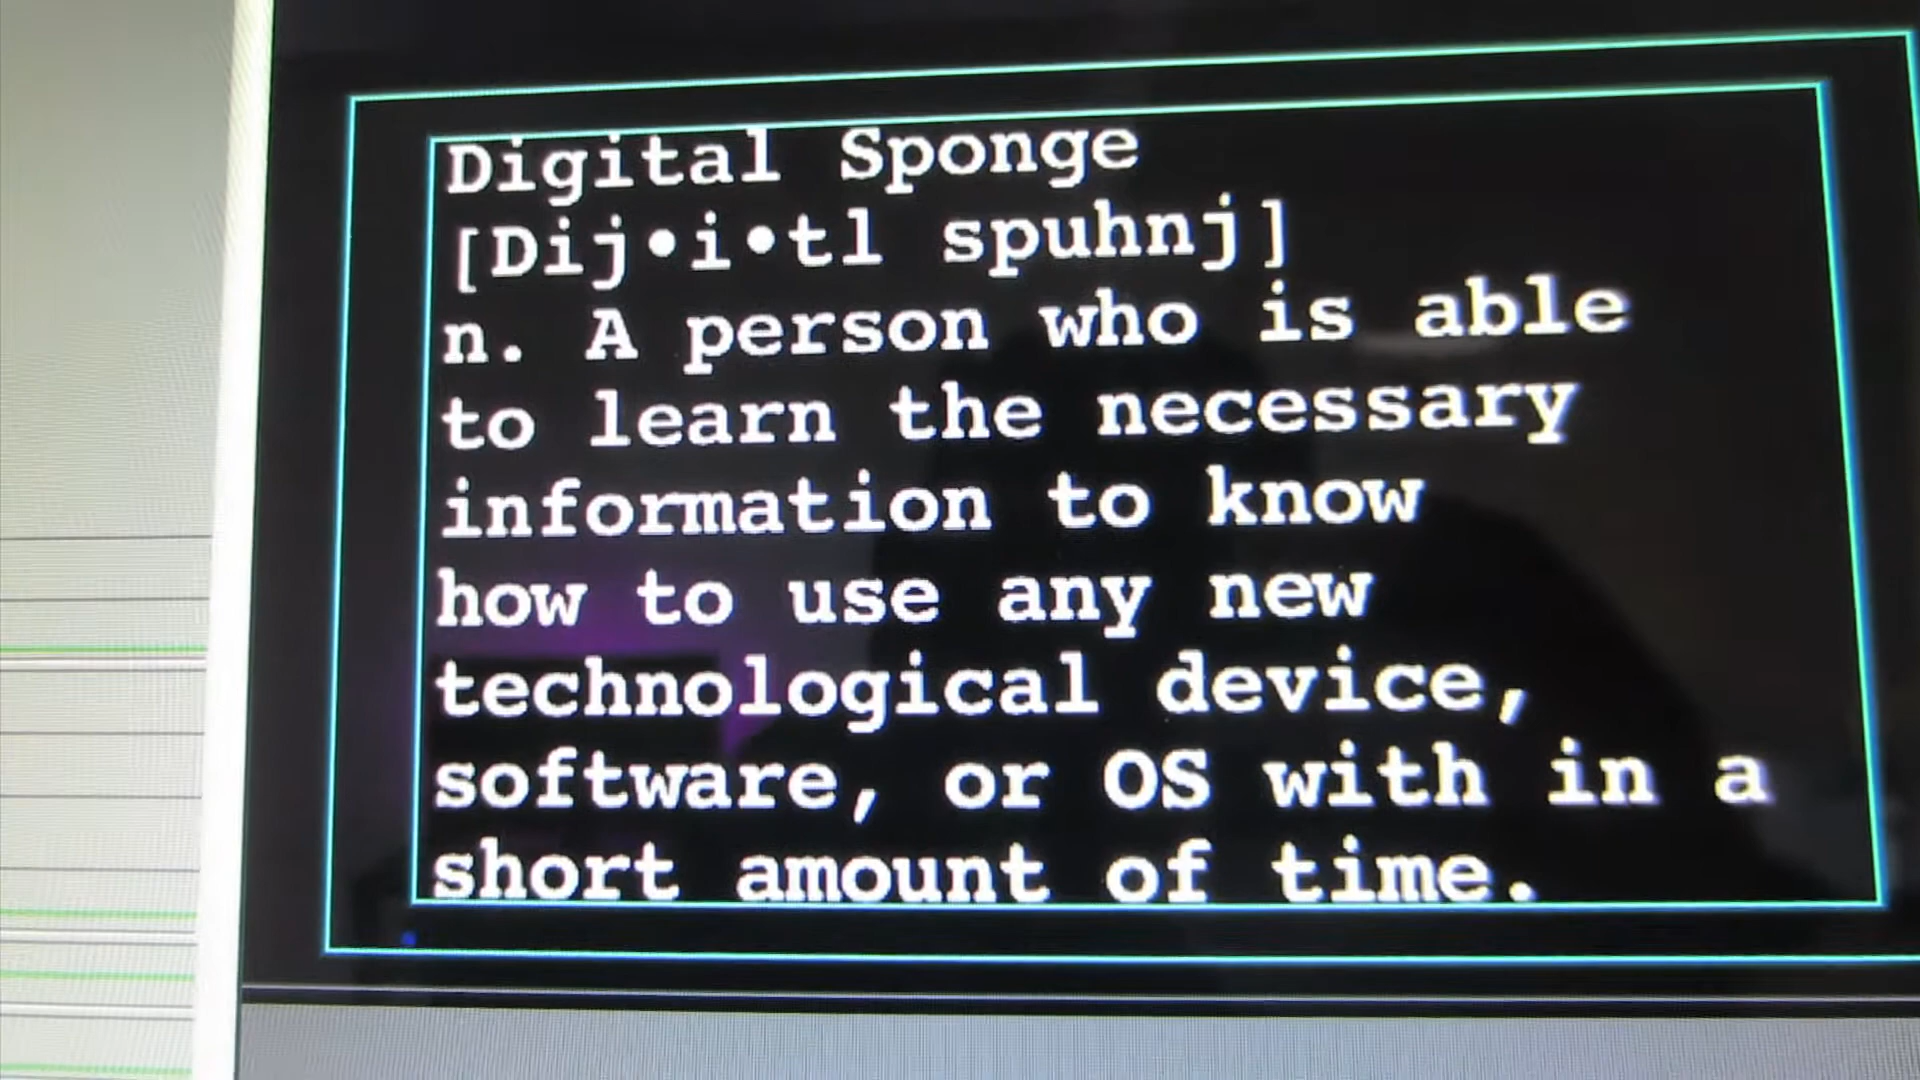 Digital Sponge
[Dij•i•tl spuhnj]
n. A person who is able
to learn the necessary
information to know
how to use any new
technological device,
software, or OS with in a
short amount of time.